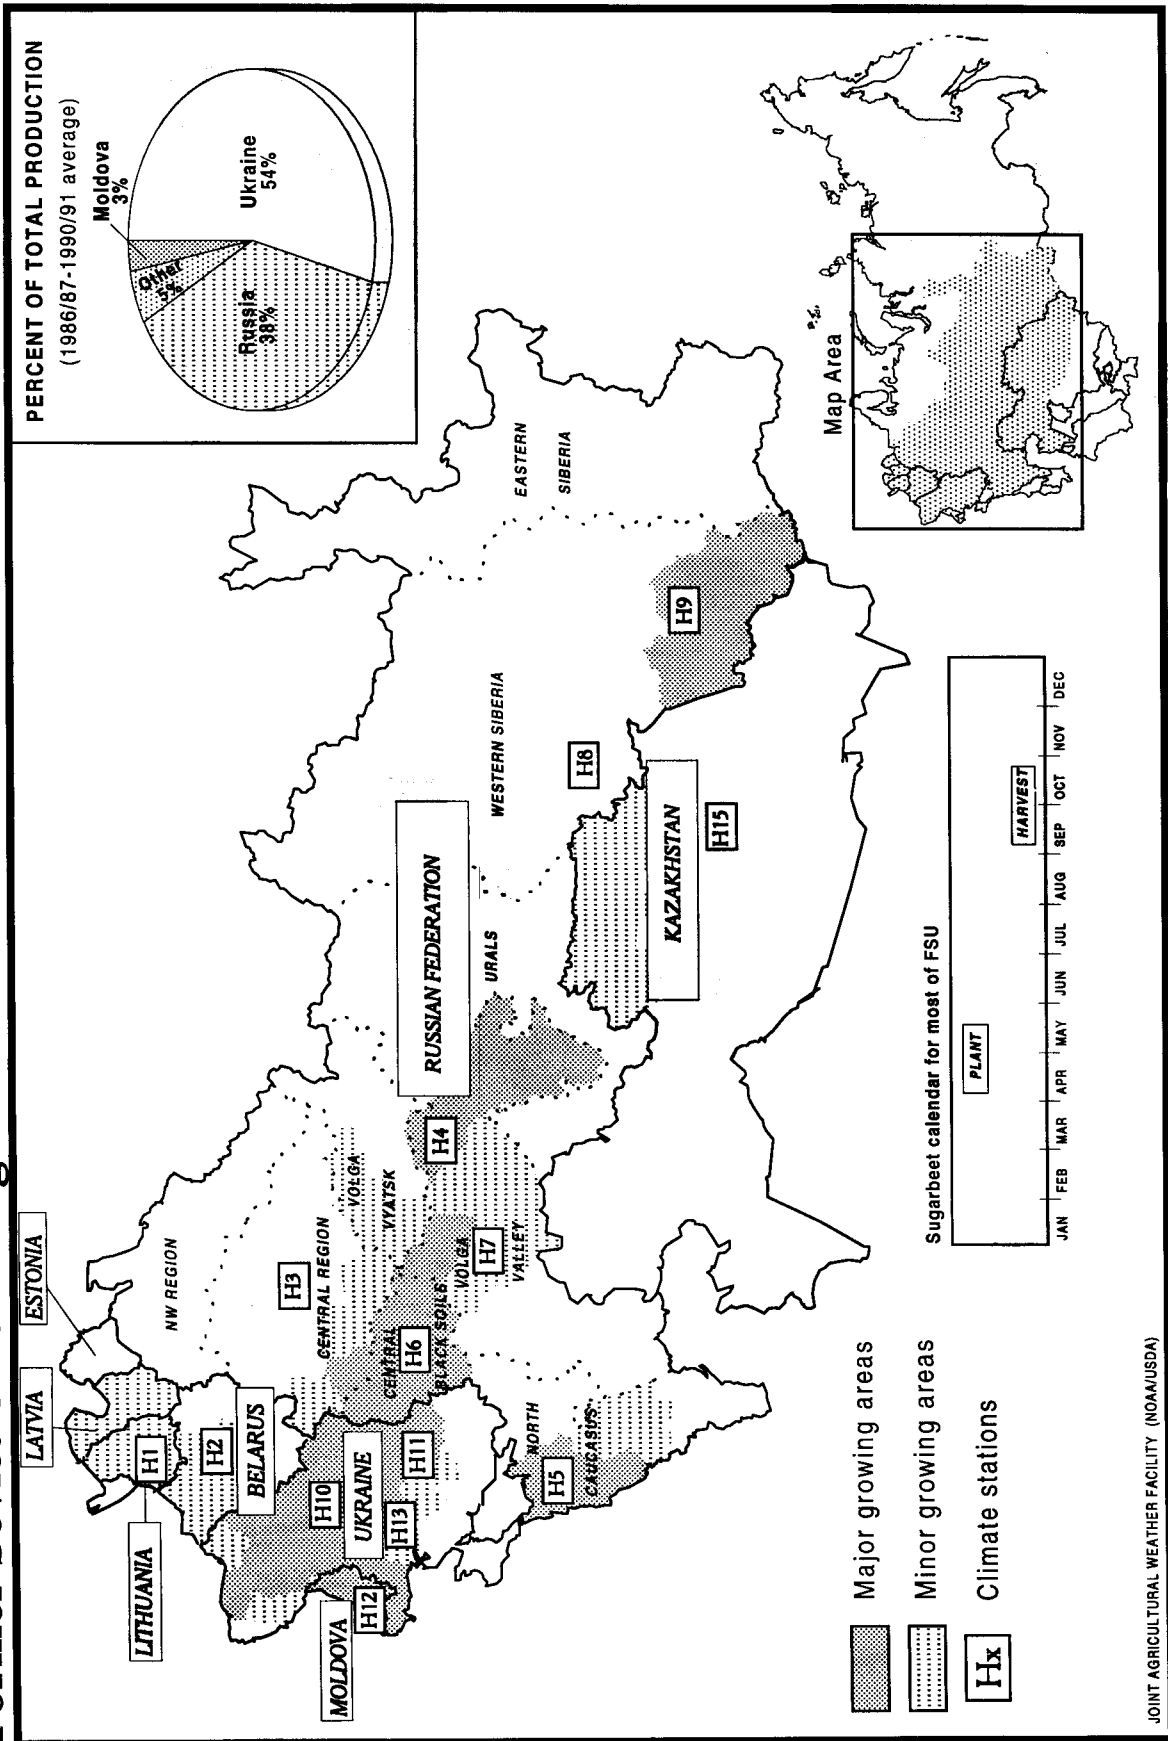 PERCENT OF TOTAL PRODUCTION
(1986/87-1990/91 average)
Moldova
3%
Other
5%
Ukraine
54%
Russia
38%
ESTONIA
LATVIA
LITHUANIA
BELARUS
UKRAINE
MOLDOVA
RUSSIAN FEDERATION
KAZAKHSTAN
NW REGION
CENTRAL REGION
VOLGA
VYATSK
CENTRAL
BLACK SOILS
VOLGA
VALLEY
NORTH
CAUCASUS
URALS
WESTERN SIBERIA
EASTERN
SIBERIA
H1
H2
H3
H4
H5
H6
H7
H8
H9
H10
H11
H12
H13
H15
Map Area
Major growing areas
Minor growing areas
Hx
Climate stations
Sugarbeet calendar for most of FSU
PLANT
HARVEST
JAN FEB MAR APR MAY JUN JUL AUG SEP OCT NOV DEC
JOINT AGRICULTURAL WEATHER FACILITY (NOAA/USDA)